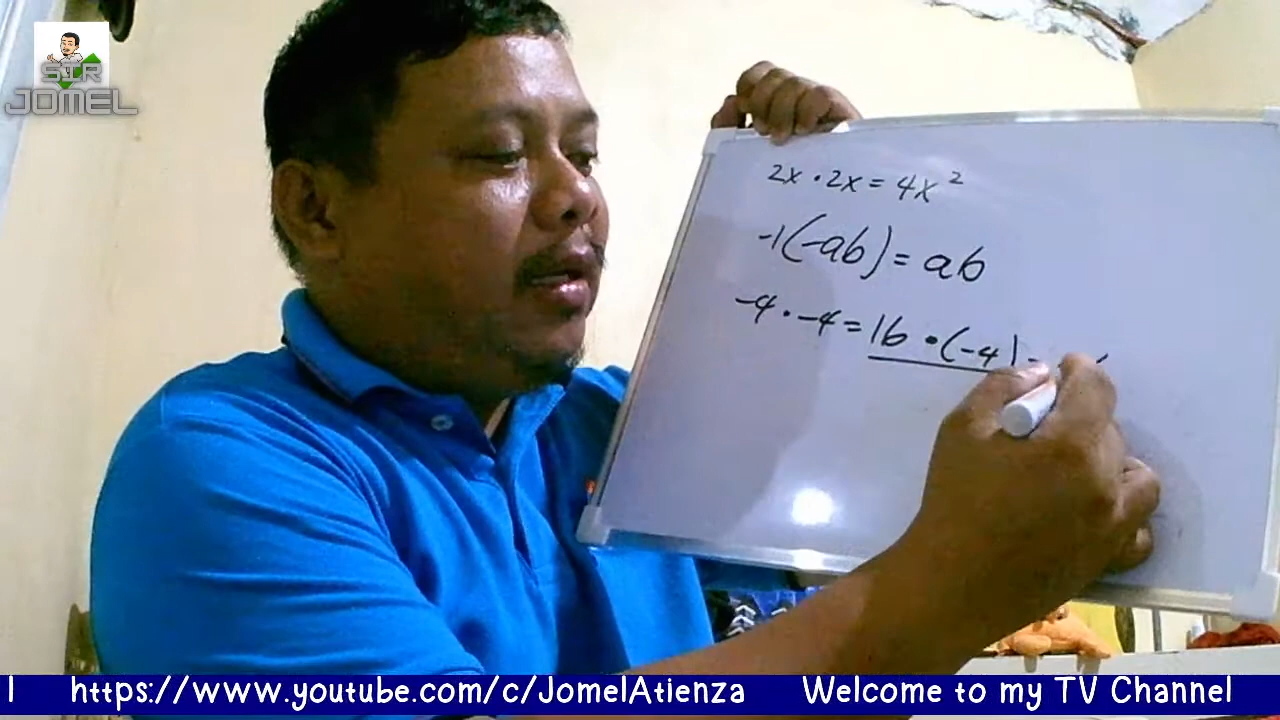 SIR
JOMEL
2x · 2x = 4x²
-1(-ab) = ab
-4 · -4 = 16 · (-4) =
https://www.youtube.com/c/JomelAtienza Welcome to my TV Channel